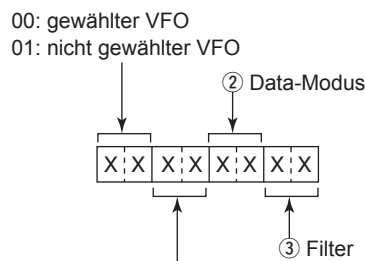 00: gewählter VFO
01: nicht gewählter VFO
② Data-Modus
X X X X X X X X
③ Filter